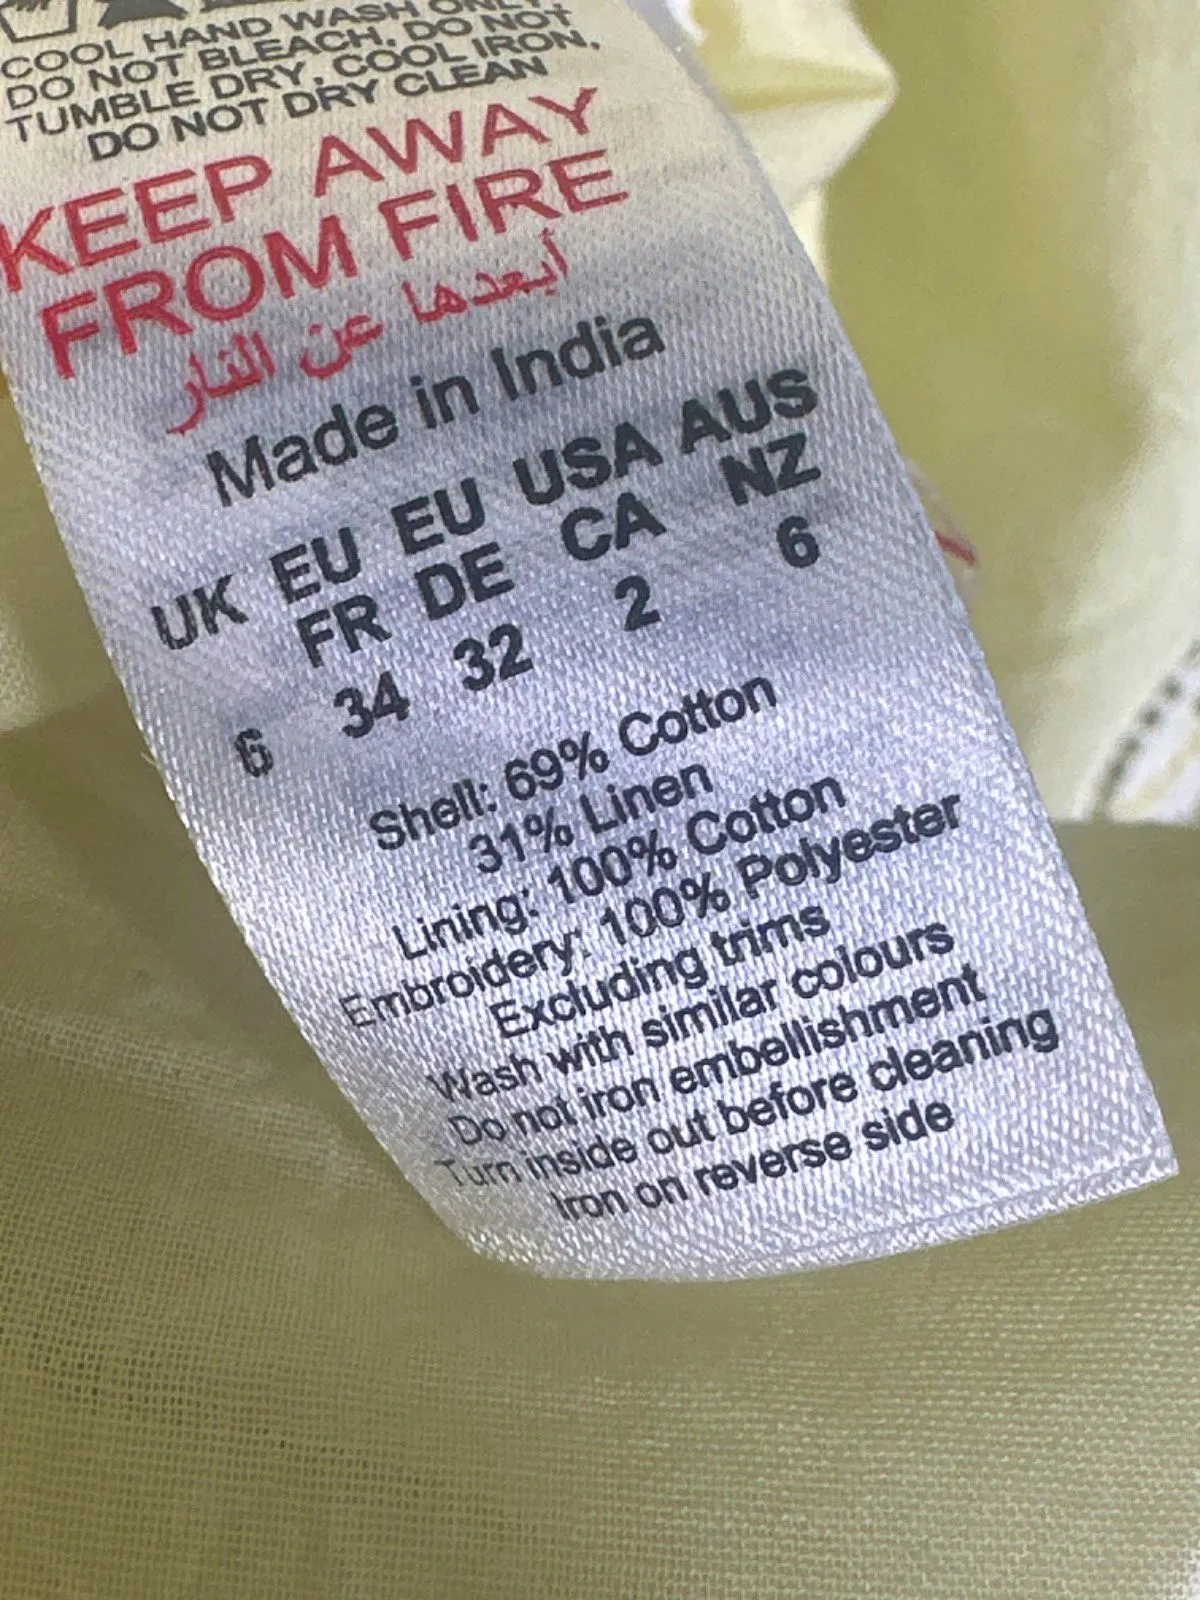 COOL HAND WASH ONLY,
DO NOT BLEACH, DO NOT
TUMBLE DRY, COOL IRON,
DO NOT DRY CLEAN
KEEP AWAY
FROM FIRE
أبعدها عن النار
Made in India
UK EU EU USA AUS
FR DE CA NZ
6 34 32 2 6
Shell: 69% Cotton
31% Linen
Lining: 100% Cotton
Embroidery: 100% Polyester
Excluding trims
Wash with similar colours
Do not iron embellishment
Turn inside out before cleaning
Iron on reverse side